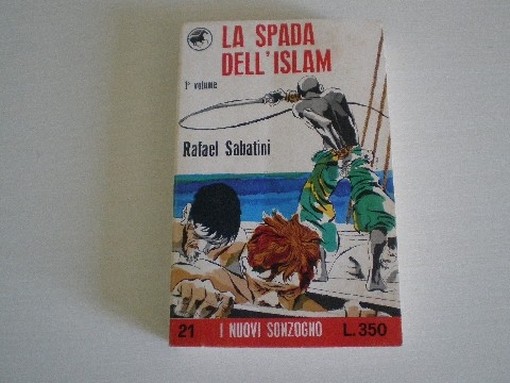 LA SPADA
DELL'ISLAM
1° volume
Rafael Sabatini
21 I NUOVI SONZOGNO L. 350